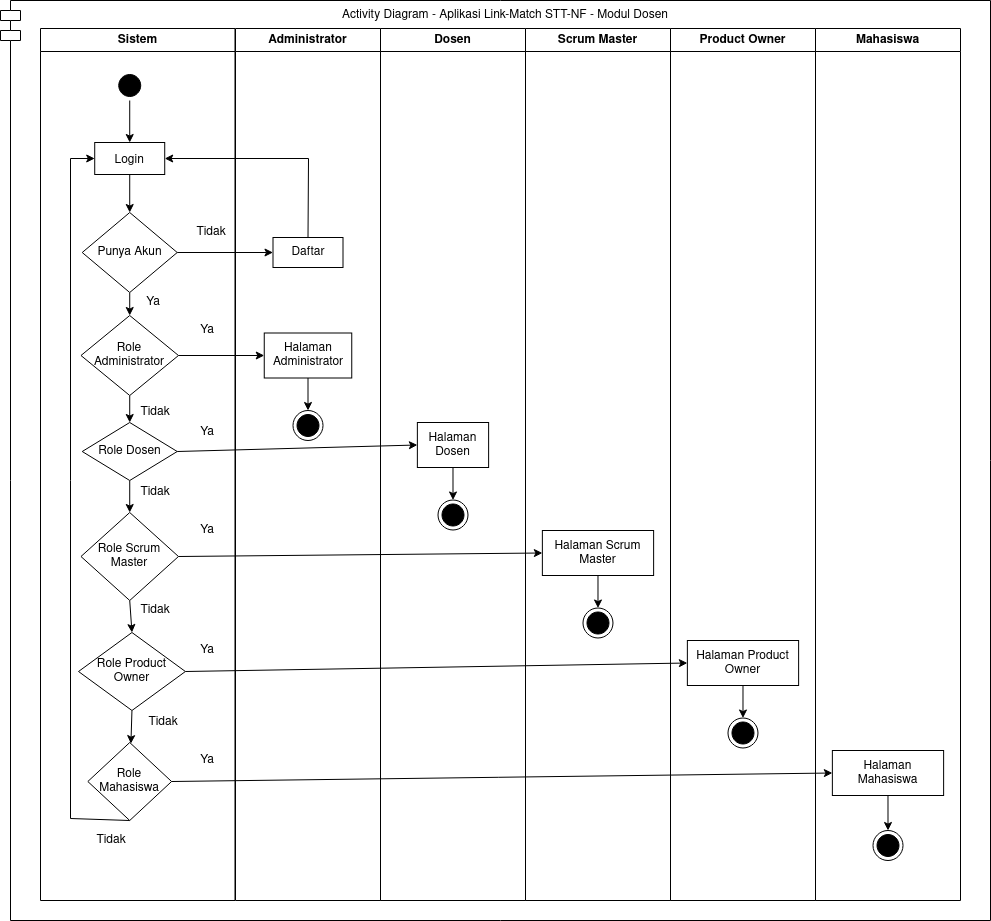 Activity Diagram - Aplikasi Link-Match STT-NF - Modul Dosen
Sistem
Administrator
Dosen
Scrum Master
Product Owner
Mahasiswa
Login
Punya Akun
Tidak
Daftar
Ya
Role
Administrator
Ya
Halaman
Administrator
Tidak
Role Dosen
Ya
Halaman
Dosen
Tidak
Role Scrum
Master
Ya
Halaman Scrum
Master
Tidak
Role Product
Owner
Ya
Halaman Product
Owner
Tidak
Role
Mahasiswa
Ya
Halaman
Mahasiswa
Tidak